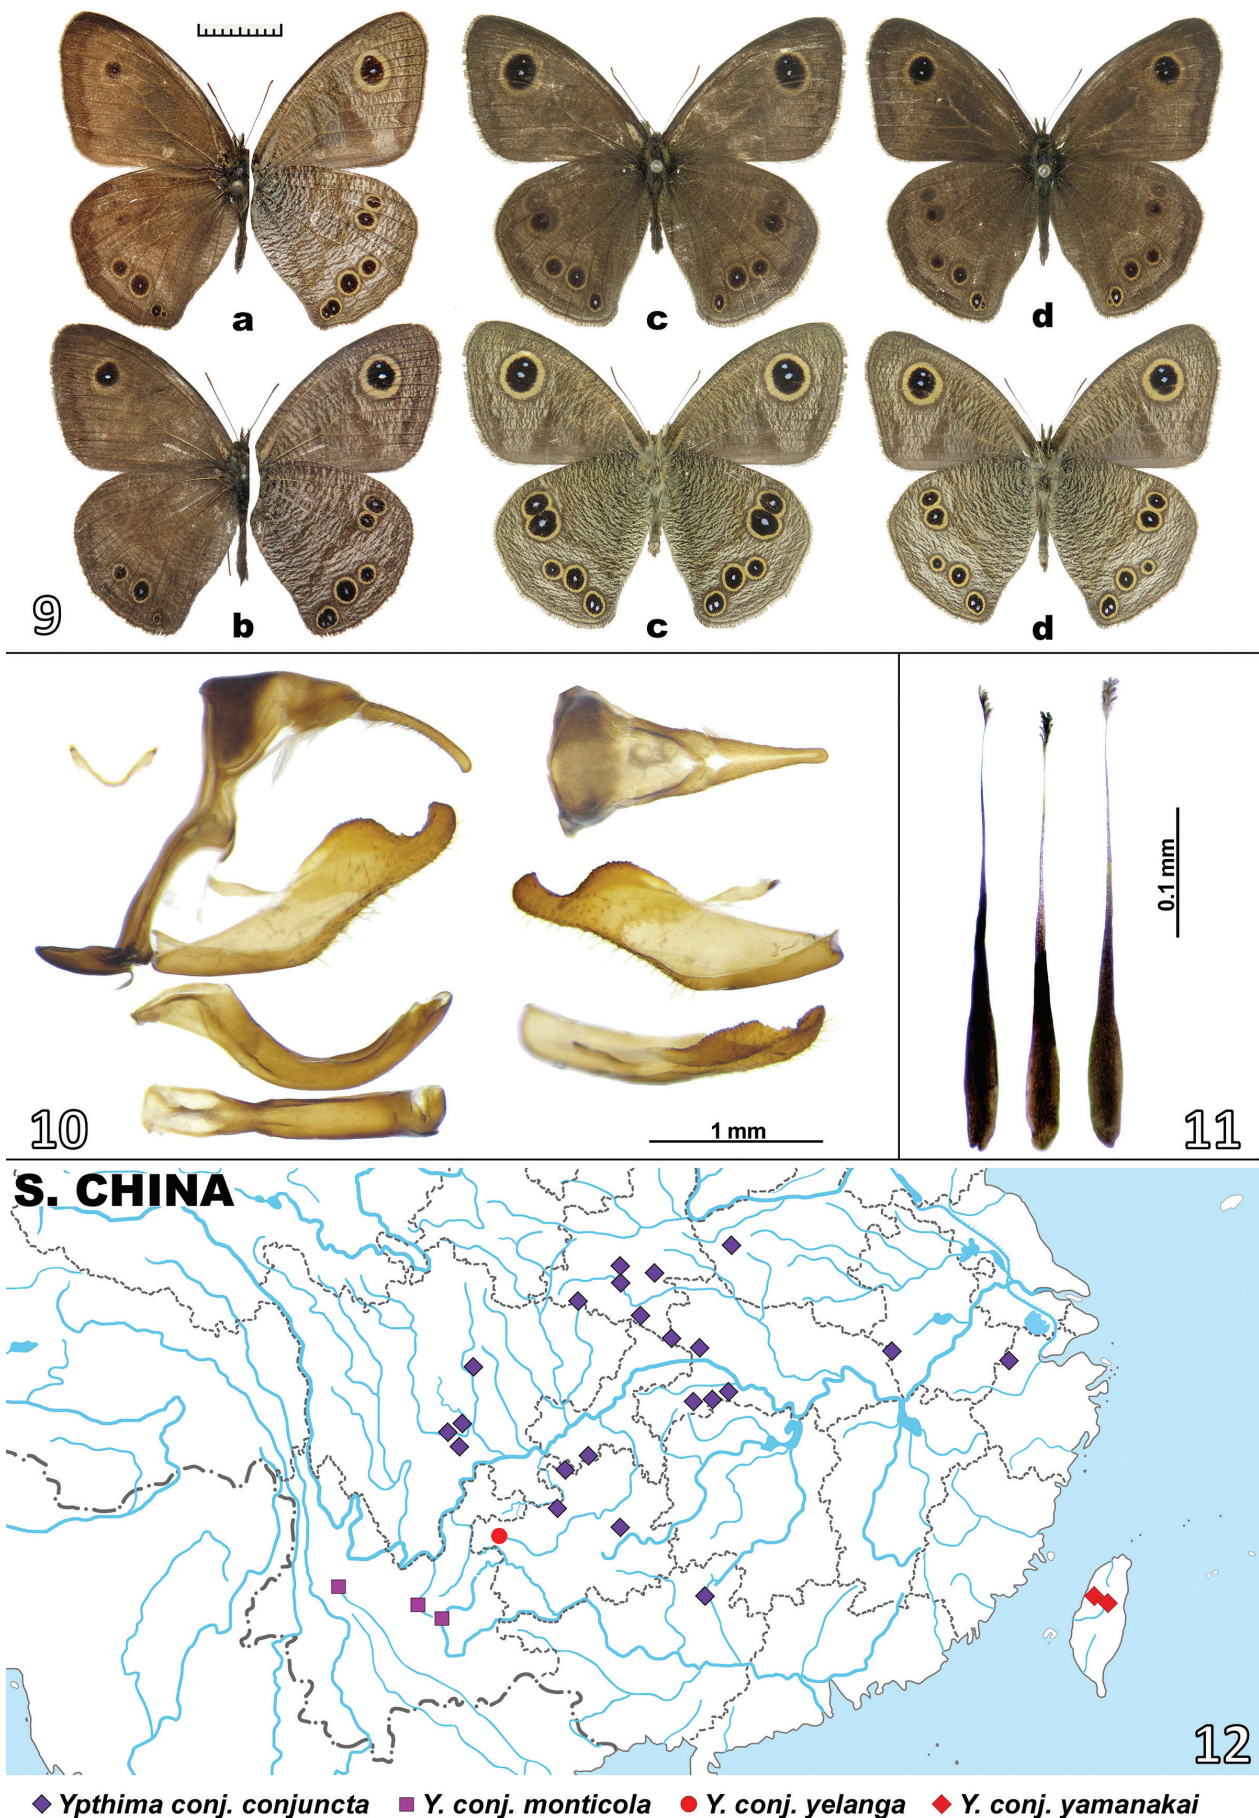 a
c
d
b
c
d
9
10
1 mm
0.1 mm
11
S. CHINA
12
Ypthima conj. conjuncta Y. conj. monticola Y. conj. yelanga Y. conj. yamanakai